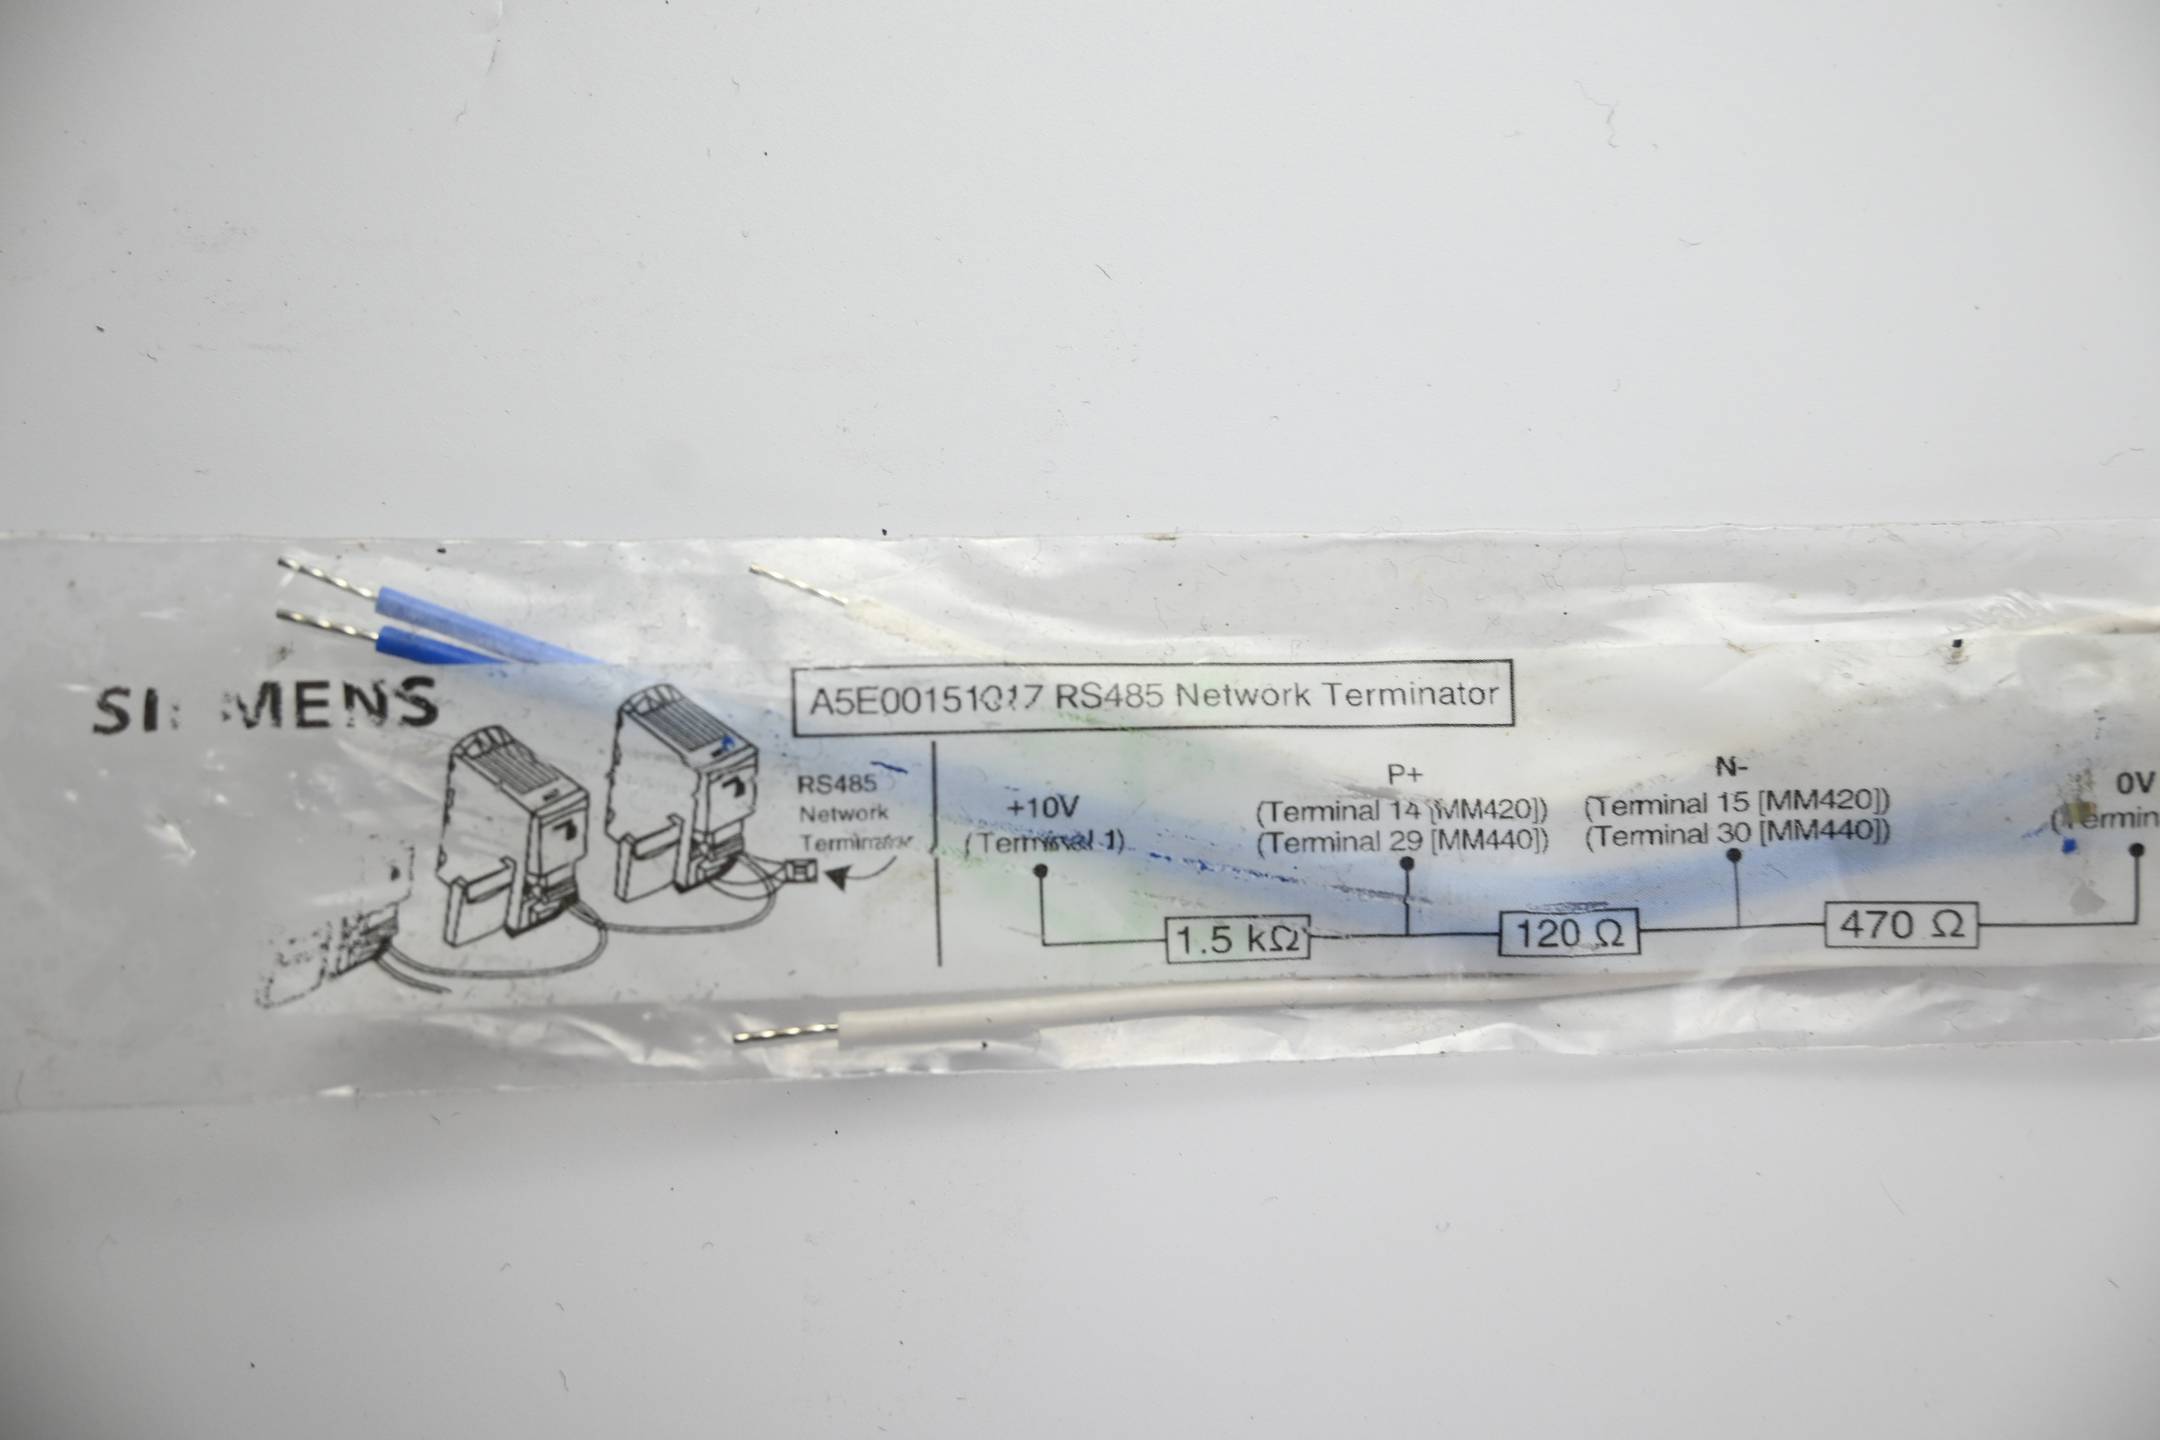 SIEMENS
A5E00151017 RS485 Network Terminator
RS485
Network
Terminator
+10V
(Terminal 1)
P+
(Terminal 14 [MM420])
(Terminal 29 [MM440])
N-
(Terminal 15 [MM420])
(Terminal 30 [MM440])
0V
1.5 kΩ
120 Ω
470 Ω